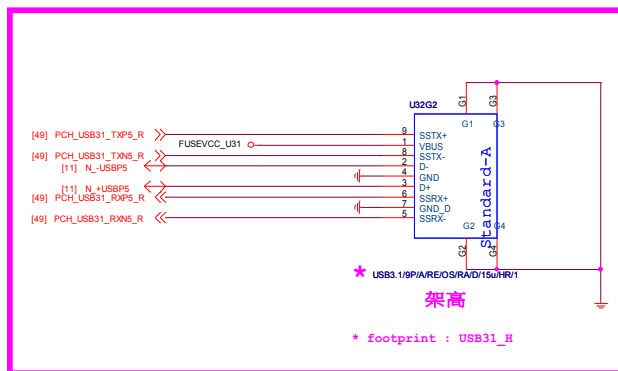 U32G2
G1
G3
G1
G3
[49] PCH_USB31_TXP5_R
9
SSTX+
FUSEVCC_U31
1
VBUS
[49] PCH_USB31_TXN5_R
8
SSTX-
[11] N_-USBP5
2
D-
4
GND
[11] N_+USBP5
3
D+
[49] PCH_USB31_RXP5_R
6
SSRX+
7
GND_D
[49] PCH_USB31_RXN5_R
5
SSRX-
Standard-A
G2
G4
G2
G4
* USB3.1/9P/A/RE/OS/RA/D/15u/HR/1
架高
* footprint : USB31_H